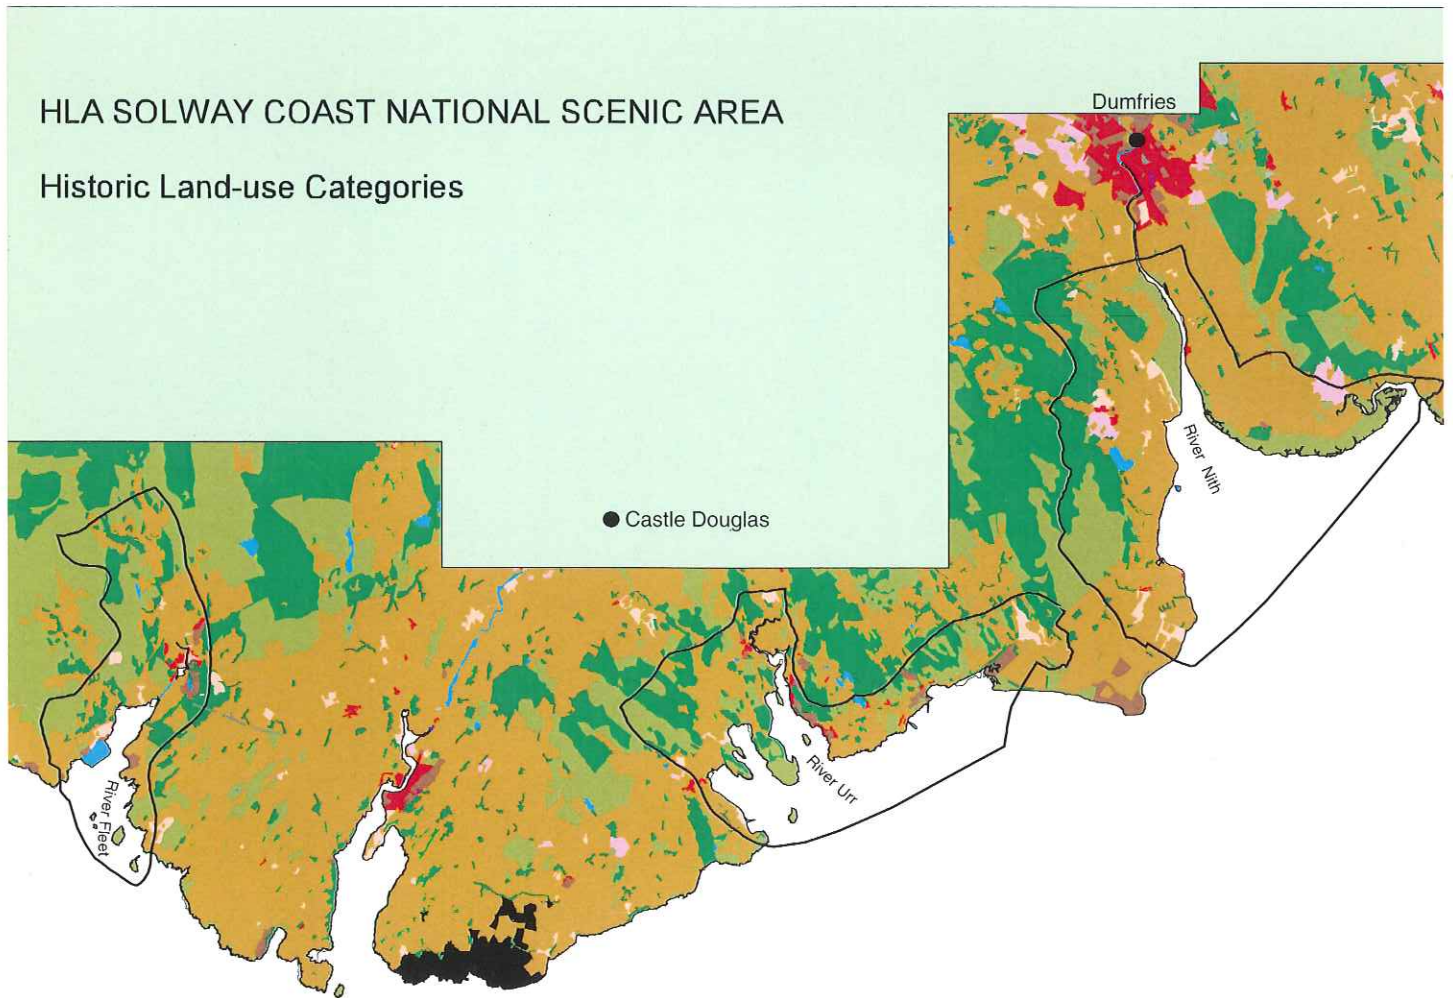 HLA SOLWAY COAST NATIONAL SCENIC AREA
Historic Land-use Categories
Dumfries
River Nith
Castle Douglas
River Urr
River Fleet